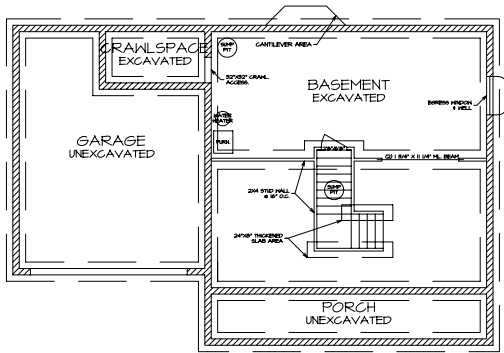 CRAWLSPACE
EXCAVATED
SUMP
PIT
CANTILEVER AREA
32"X32" CRAWL
ACCESS.
BASEMENT
EXCAVATED
EGRESS WINDOW
& WELL
WATER
HEATER
FURN.
GARAGE
UNEXCAVATED
(2) 1 3/4" X 11 1/4" ML BEAM
2X4 STUD WALL
@ 16" O.C.
SUMP
PIT
24"X8" THICKENED
SLAB AREA
PORCH
UNEXCAVATED